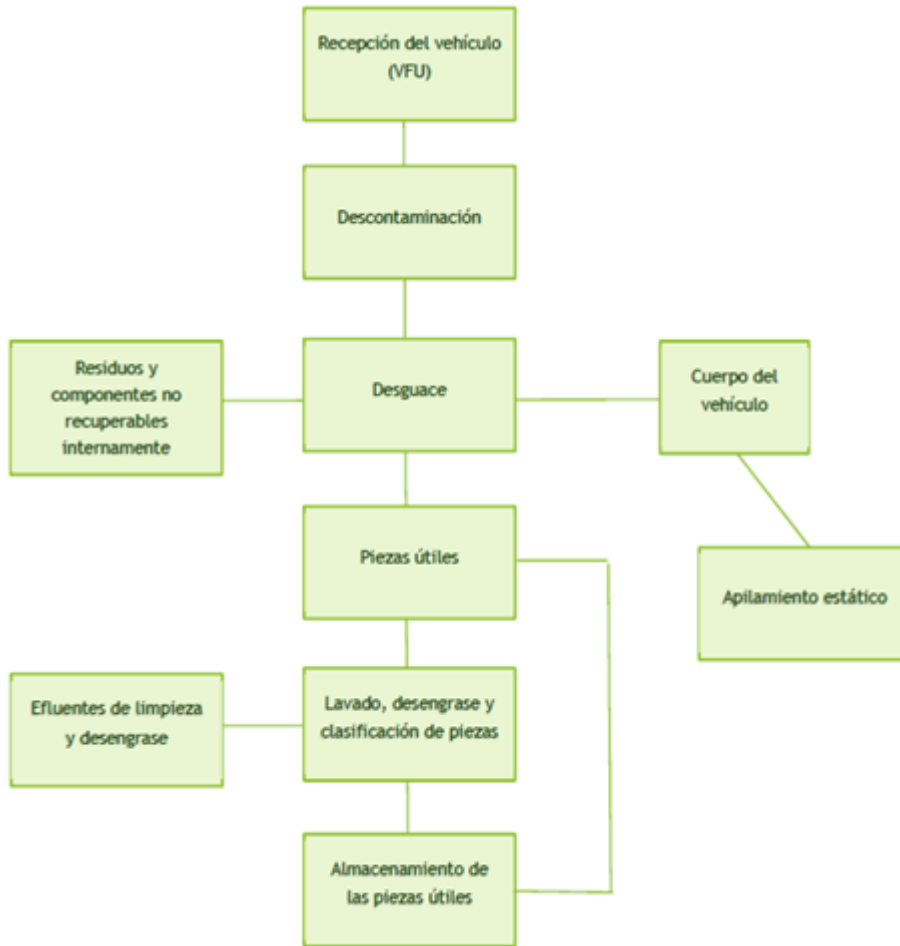 Recepción del vehículo
(VFU)
Descontaminación
Residuos y
componentes no
recuperables
internamente
Desguace
Cuerpo del
vehículo
Piezas útiles
Apilamiento estático
Efluentes de limpieza
y desengrase
Lavado, desengrase y
clasificación de piezas
Almacenamiento de
las piezas útiles